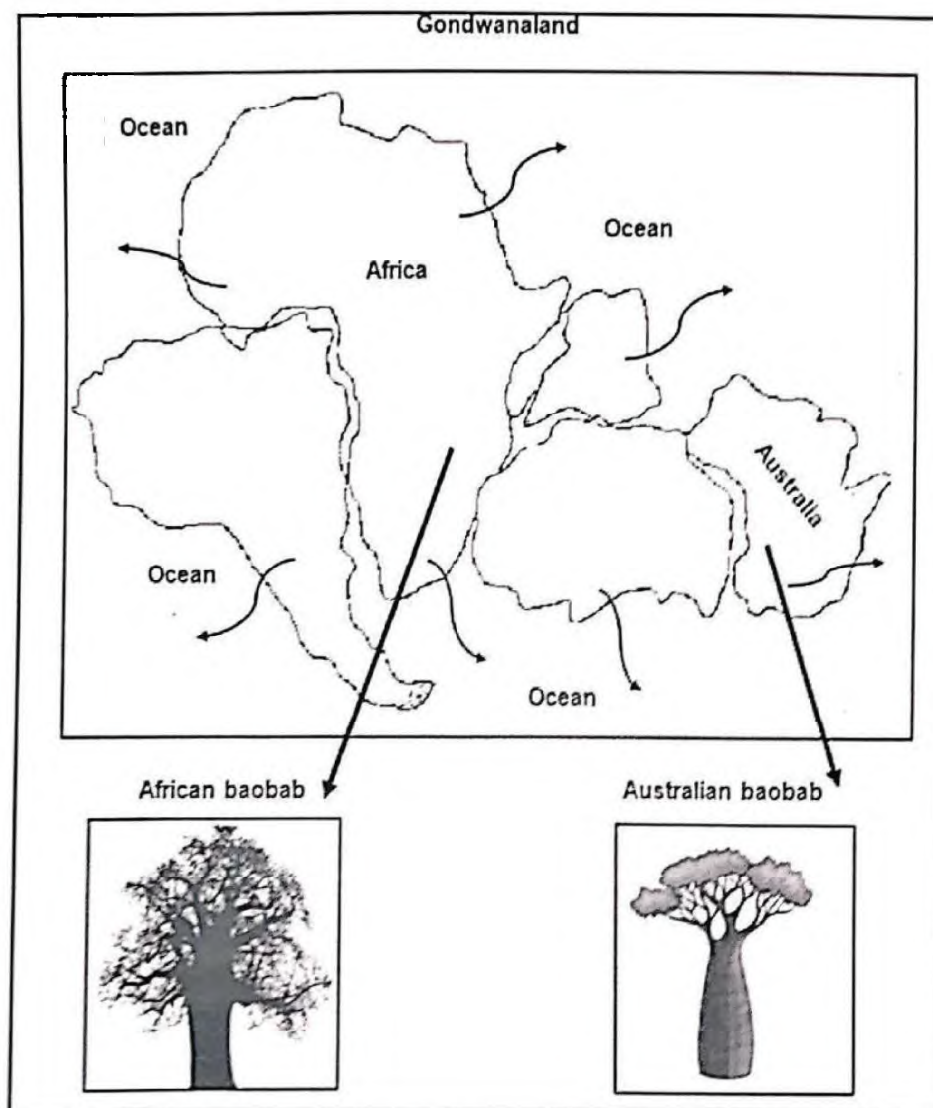 Gondwanaland
Ocean
Ocean
Africa
Australia
Ocean
Ocean
African baobab
Australian baobab